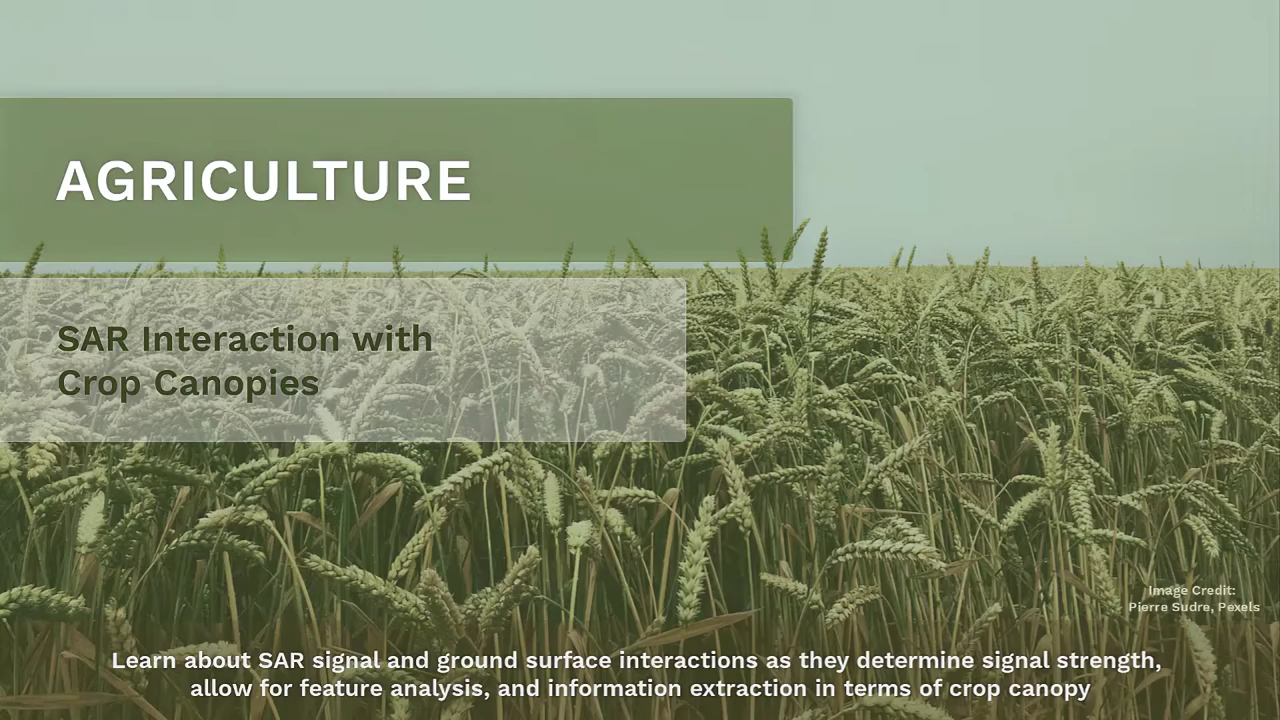 AGRICULTURE
SAR Interaction with
Crop Canopies
Image Credit:
Pierre Sudre, Pexels
Learn about SAR signal and ground surface interactions as they determine signal strength,
allow for feature analysis, and information extraction in terms of crop canopy